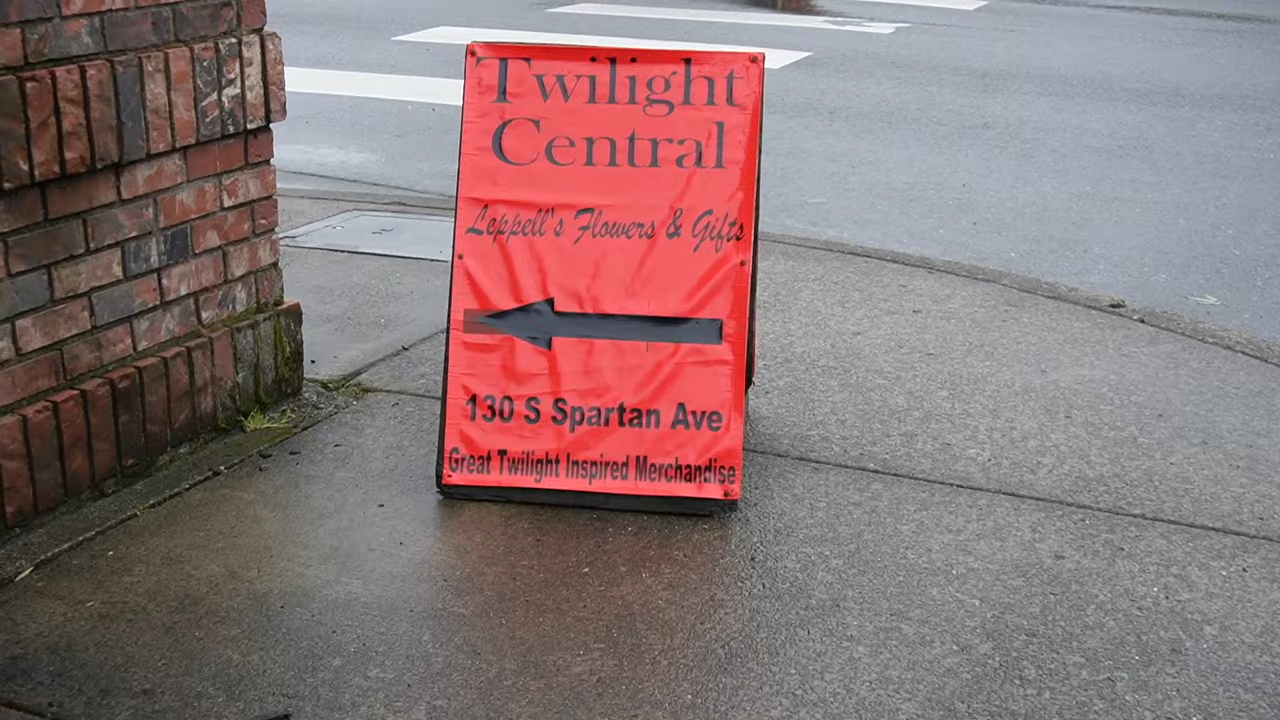 Twilight
Central
Leppell's Flowers & Gifts
130 S Spartan Ave
Great Twilight Inspired Merchandise